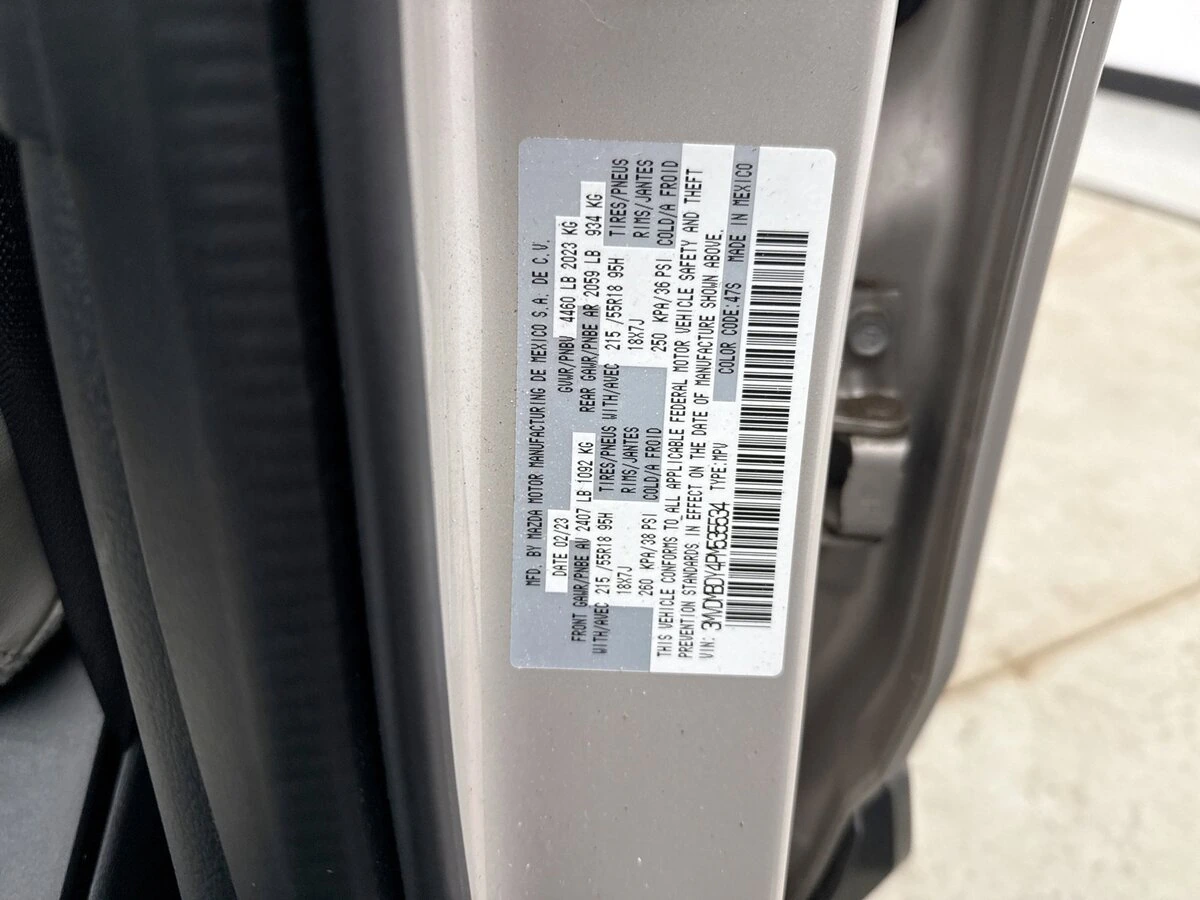 MFD. BY MAZDA MOTOR MANUFACTURING DE MEXICO S.A. DE C.V.
DATE 02/23 GVWR/PNBV 4460 LB 2023 KG
FRONT GAWR/PNBE AV 2407 LB 1092 KG REAR GAWR/PNBE AR 2059 LB 934 KG
WITH/AVEC 215 /55R18 95H TIRES/PNEUS WITH/AVEC 215 /55R18 95H TIRES/PNEUS
18X7J RIMS/JANTES 18X7J RIMS/JANTES
260 KPA/38 PSI COLD/A FROID 250 KPA/36 PSI COLD/A FROID
THIS VEHICLE CONFORMS TO ALL APPLICABLE FEDERAL MOTOR VEHICLE SAFETY AND THEFT
PREVENTION STANDARDS IN EFFECT ON THE DATE OF MANUFACTURE SHOWN ABOVE.
VIN: 3MVDMBDY4PM535534 TYPE:MPV COLOR CODE:47S MADE IN MEXICO